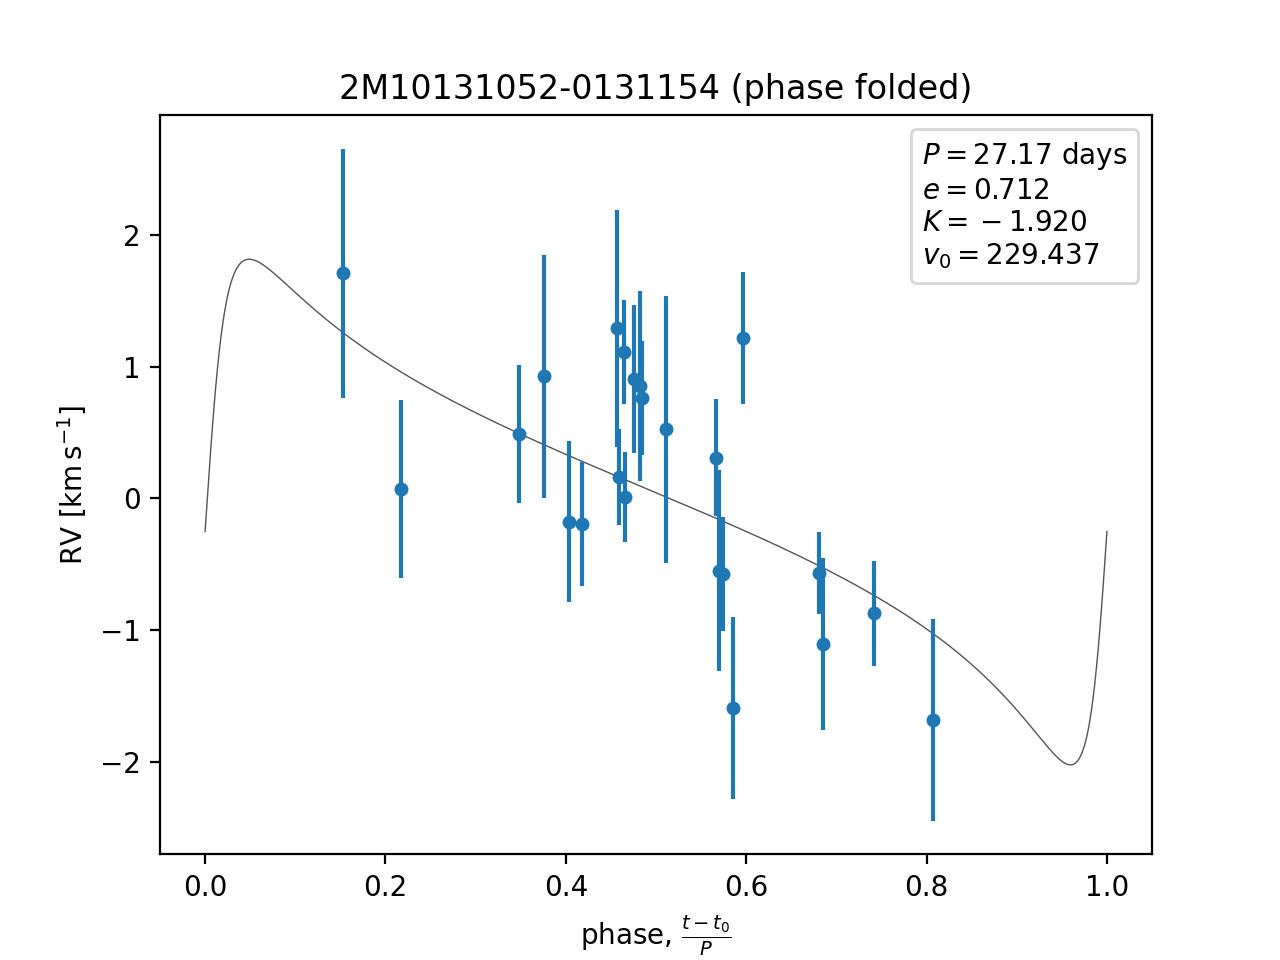 2M10131052-0131154 (phase folded)
P = 27.17 days
e = 0.712
K = −1.920
v₀ = 229.437
RV [km s⁻¹]
2
1
0
−1
−2
0.0 0.2 0.4 0.6 0.8 1.0
phase, (t − t₀)/P